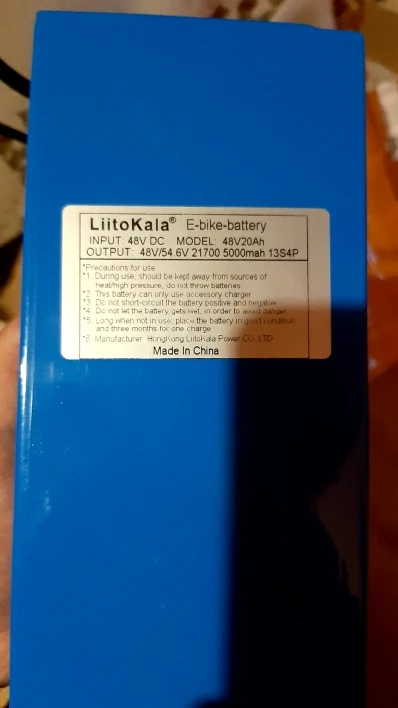 LiitoKala® E-bike-battery
INPUT: 48V DC MODEL: 48V20Ah
OUTPUT: 48V/54.6V 21700 5000mah 13S4P
*Precautions for use
*1. During use, should be kept away from sources of
heat/high pressure, do not throw batteries
*2 This battery can only use accessory charger
*3. Do not short-circuit the battery positive and negative
*4. Do not let the battery gets wet, in order to avoid danger
*5. Long when not in use, place the battery in good condition
and three months for one charge
*6. Manufacturer: HongKong LiitoKala Power CO. LTD
Made In China